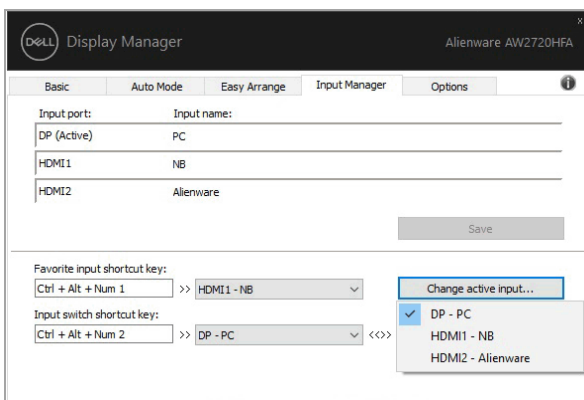 DELL Display Manager Alienware AW2720HFA x
Basic Auto Mode Easy Arrange Input Manager Options i
Input port: Input name:
DP (Active) PC
HDMI1 NB
HDMI2 Alienware
Save
Favorite input shortcut key:
Ctrl + Alt + Num 1 >> HDMI1 - NB Change active input...
Input switch shortcut key:
Ctrl + Alt + Num 2 >> DP - PC <<>>
DP - PC
HDMI1 - NB
HDMI2 - Alienware